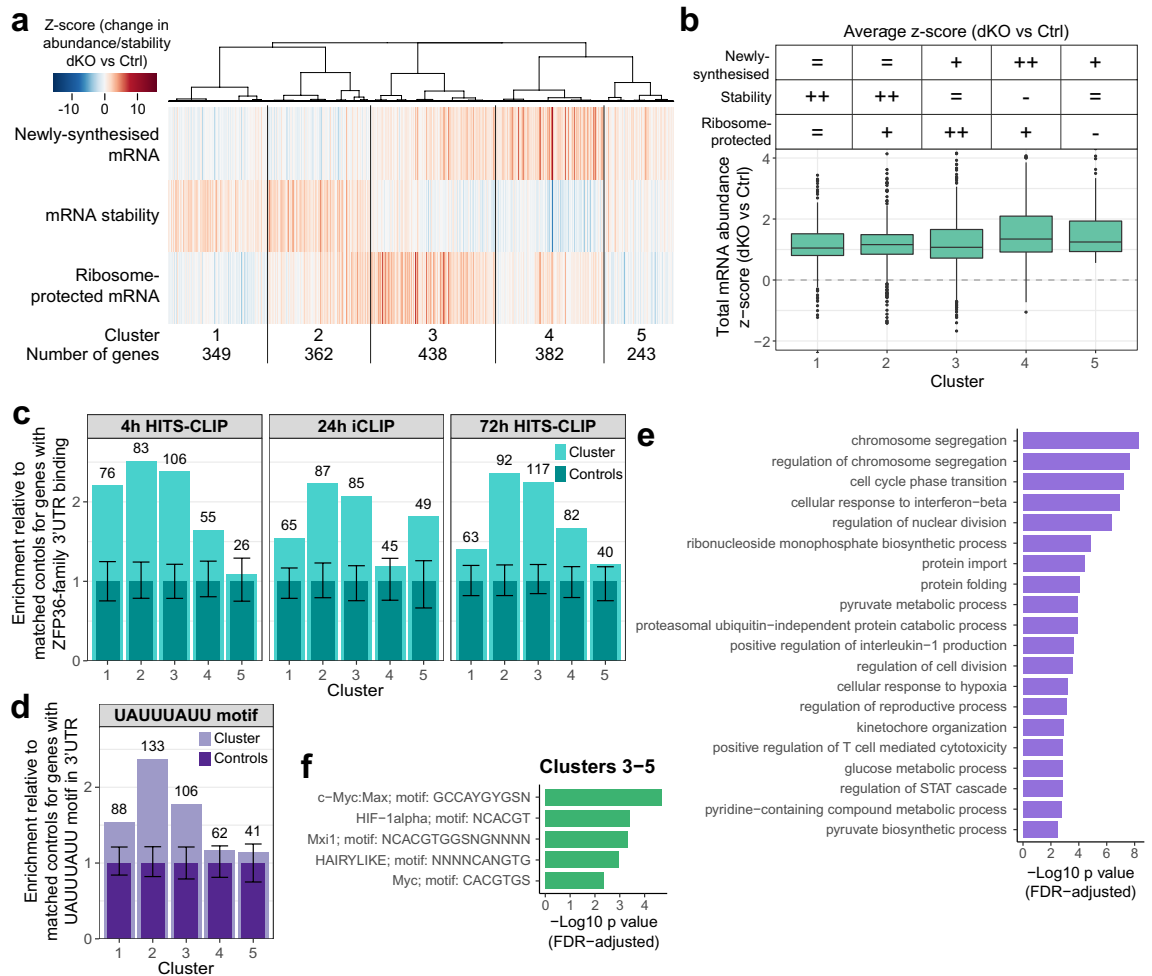 a
Z-score (change in
abundance/stability
dKO vs Ctrl)
-10 0 10
Newly-synthesised
mRNA
mRNA stability
Ribosome-
protected mRNA
Cluster 1 2 3 4 5
Number of genes 349 362 438 382 243
b
Average z-score (dKO vs Ctrl)
Newly-
synthesised = = + ++ +
Stability ++ ++ = - =
Ribosome-
protected = + ++ + -
Total mRNA abundance
z-score (dKO vs Ctrl)
4
2
0
−2
1 2 3 4 5
Cluster
c
4h HITS-CLIP 24h iCLIP 72h HITS-CLIP
Cluster
Controls
Enrichment relative to
matched controls for genes with
ZFP36-family 3'UTR binding
76 83 106 55 26
65 87 85 45 49
63 92 117 82 40
2
1
0
1 2 3 4 5 1 2 3 4 5 1 2 3 4 5
Cluster
d
UAUUUAUU motif
Cluster
Controls
Enrichment relative to
matched controls for genes with
UAUUUAUU motif in 3'UTR
88 133 106 62 41
2
1
0
1 2 3 4 5
Cluster
e
chromosome segregation
regulation of chromosome segregation
cell cycle phase transition
cellular response to interferon−beta
regulation of nuclear division
ribonucleoside monophosphate biosynthetic process
protein import
protein folding
pyruvate metabolic process
proteasomal ubiquitin−independent protein catabolic process
positive regulation of interleukin−1 production
regulation of cell division
cellular response to hypoxia
regulation of reproductive process
kinetochore organization
positive regulation of T cell mediated cytotoxicity
glucose metabolic process
regulation of STAT cascade
pyridine−containing compound metabolic process
pyruvate biosynthetic process
0 2 4 6 8
−Log10 p value
(FDR−adjusted)
f
Clusters 3−5
c−Myc:Max; motif: GCCAYGYGSN
HIF−1alpha; motif: NCACGT
Mxi1; motif: NCACGTGGSNGNNNN
HAIRYLIKE; motif: NNNNCANGTG
Myc; motif: CACGTGS
0 1 2 3 4
−Log10 p value
(FDR−adjusted)